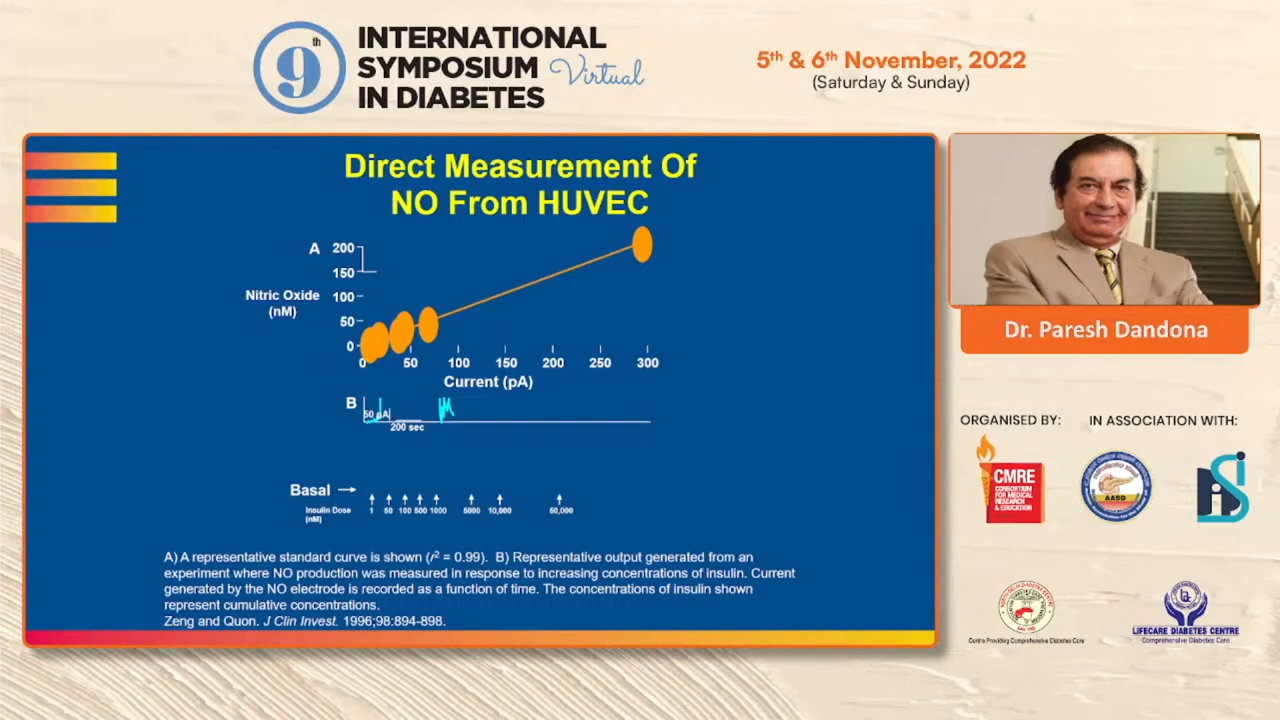 9th
INTERNATIONAL
SYMPOSIUM Virtual
IN DIABETES
5th & 6th November, 2022
(Saturday & Sunday)
Direct Measurement Of
NO From HUVEC
A
200
150
Nitric Oxide
(nM)
100
50
0
0 50 100 150 200 250 300
Current (pA)
B
50 pA
200 sec
Basal
Insulin Dose
(nM)
1 50 100 500 1000 5000 10,000 50,000
A) A representative standard curve is shown (r2 = 0.99). B) Representative output generated from an
experiment where NO production was measured in response to increasing concentrations of insulin. Current
generated by the NO electrode is recorded as a function of time. The concentrations of insulin shown
represent cumulative concentrations.
Zeng and Quon. J Clin Invest. 1996;98:894-898.
Dr. Paresh Dandona
ORGANISED BY:
IN ASSOCIATION WITH:
CMRE
CONSORTIUM
FOR MEDICAL
RESEARCH
& EDUCATION
AASD
Centre Providing Comprehensive Diabetes Care
LIFECARE DIABETES CENTRE
Comprehensive Diabetes Care